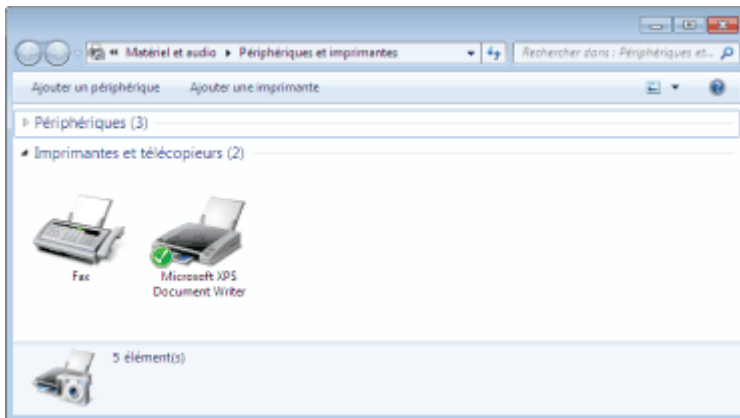 Matériel et audio Périphériques et imprimantes Rechercher dans : Périphériques et...
Ajouter un périphérique Ajouter une imprimante
Périphériques (3)
Imprimantes et télécopieurs (2)
Fax
Microsoft XPS
Document Writer
5 élément(s)